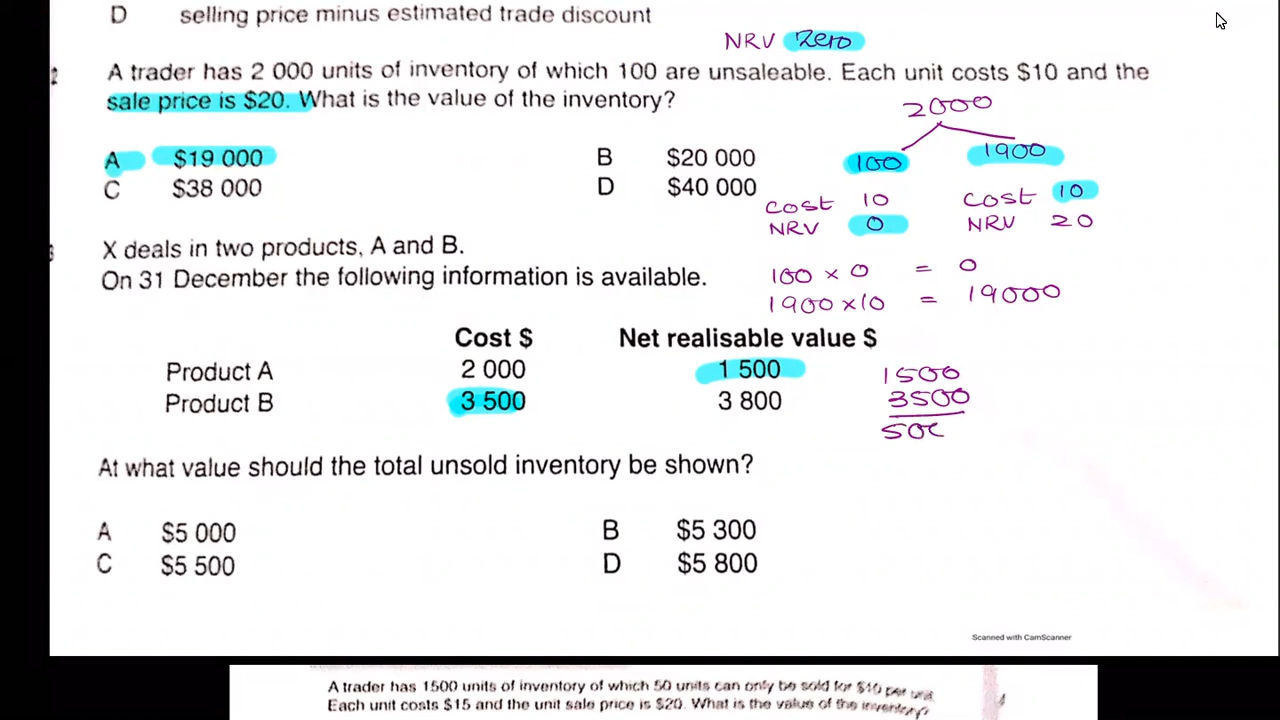 D selling price minus estimated trade discount
NRV Zero
2 A trader has 2 000 units of inventory of which 100 are unsaleable. Each unit costs $10 and the
sale price is $20. What is the value of the inventory?
2000
A $19 000 B $20 000
C $38 000 D $40 000
100 1900
Cost 10 Cost 10
NRV 0 NRV 20
100 × 0 = 0
1900 × 10 = 19000
X deals in two products, A and B.
On 31 December the following information is available.
Cost $ Net realisable value $
Product A 2 000 1 500
Product B 3 500 3 800
1500
3500
500
At what value should the total unsold inventory be shown?
A $5 000 B $5 300
C $5 500 D $5 800
Scanned with CamScanner
A trader has 1500 units of inventory of which 50 units can only be sold for $10 per unit
Each unit costs $15 and the unit sale price is $20. What is the value of the inventory?